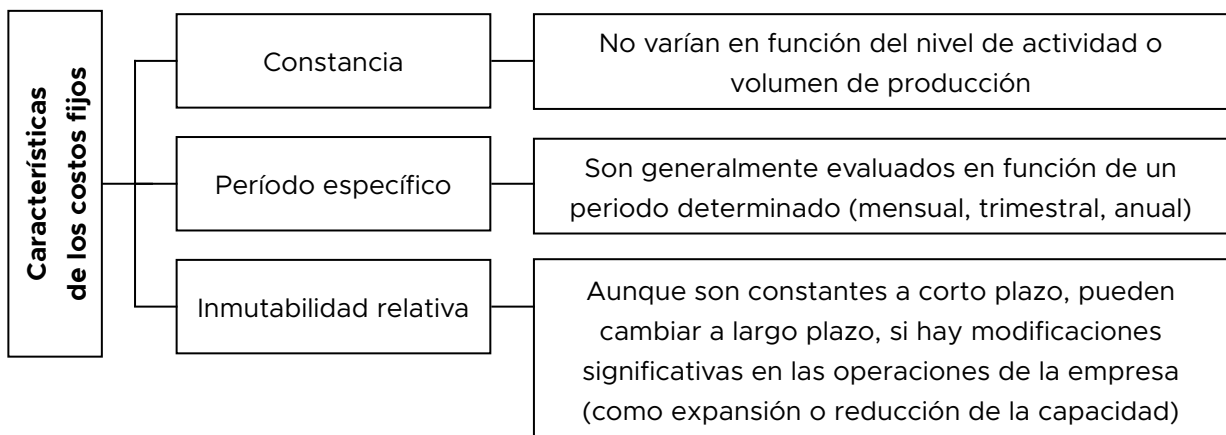 Características
de los costos fijos
Constancia
No varían en función del nivel de actividad o
volumen de producción
Período específico
Son generalmente evaluados en función de un
periodo determinado (mensual, trimestral, anual)
Inmutabilidad relativa
Aunque son constantes a corto plazo, pueden
cambiar a largo plazo, si hay modificaciones
significativas en las operaciones de la empresa
(como expansión o reducción de la capacidad)